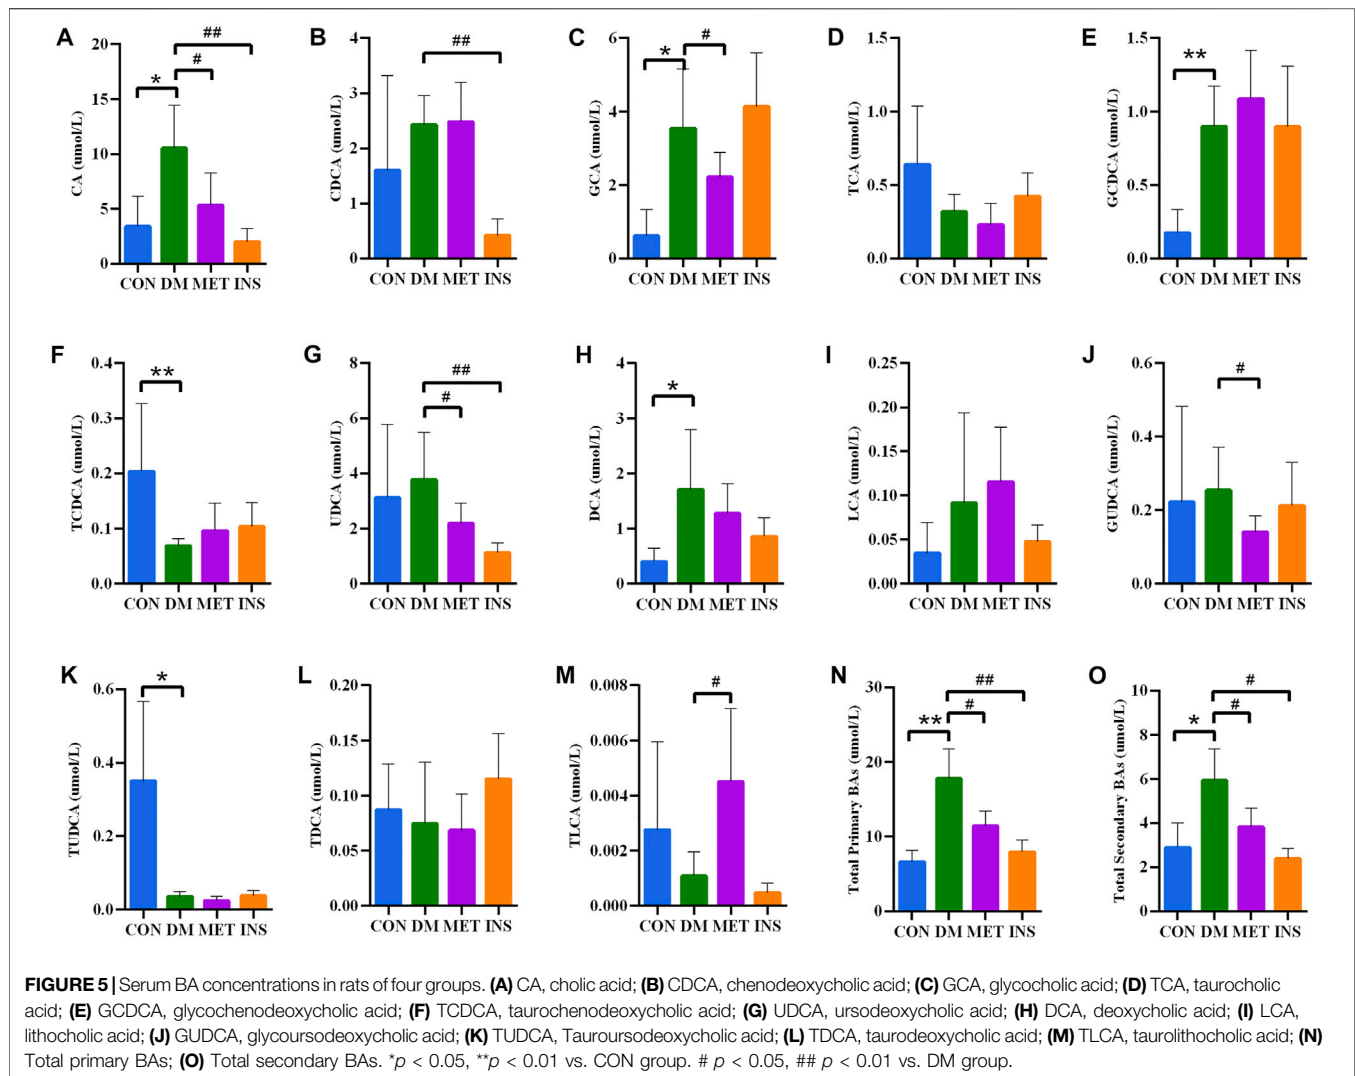 A
CA (umol/L)
20
15
10
5
0
*
#
##
CON DM MET INS
B
CDCA (umol/L)
4
3
2
1
0
##
CON DM MET INS
C
GCA (umol/L)
6
4
2
0
*
#
CON DM MET INS
D
TCA (umol/L)
1.5
1.0
0.5
0.0
CON DM MET INS
E
GCDCA (umol/L)
1.5
1.0
0.5
0.0
**
CON DM MET INS
F
TCDCA (umol/L)
0.4
0.3
0.2
0.1
0.0
**
CON DM MET INS
G
UDCA (umol/L)
8
6
4
2
0
##
#
CON DM MET INS
H
DCA (umol/L)
4
3
2
1
0
*
CON DM MET INS
I
LCA (umol/L)
0.25
0.20
0.15
0.10
0.05
0.00
CON DM MET INS
J
GUDCA (umol/L)
0.6
0.4
0.2
0.0
#
CON DM MET INS
K
TUDCA (umol/L)
0.6
0.4
0.2
0.0
*
CON DM MET INS
L
TDCA (umol/L)
0.20
0.15
0.10
0.05
0.00
CON DM MET INS
M
TLCA (umol/L)
0.008
0.006
0.004
0.002
0.000
#
CON DM MET INS
N
Total Primary BAs (umol/L)
30
20
10
0
**
#
##
CON DM MET INS
O
Total Secondary BAs (umol/L)
10
8
6
4
2
0
*
#
#
CON DM MET INS
FIGURE 5 | Serum BA concentrations in rats of four groups. (A) CA, cholic acid; (B) CDCA, chenodeoxycholic acid; (C) GCA, glycocholic acid; (D) TCA, taurocholic
acid; (E) GCDCA, glycochenodeoxycholic acid; (F) TCDCA, taurochenodeoxycholic acid; (G) UDCA, ursodeoxycholic acid; (H) DCA, deoxycholic acid; (I) LCA,
lithocholic acid; (J) GUDCA, glycoursodeoxycholic acid; (K) TUDCA, Tauroursodeoxycholic acid; (L) TDCA, taurodeoxycholic acid; (M) TLCA, taurolithocholic acid; (N)
Total primary BAs; (O) Total secondary BAs. *p < 0.05, **p < 0.01 vs. CON group. # p < 0.05, ## p < 0.01 vs. DM group.